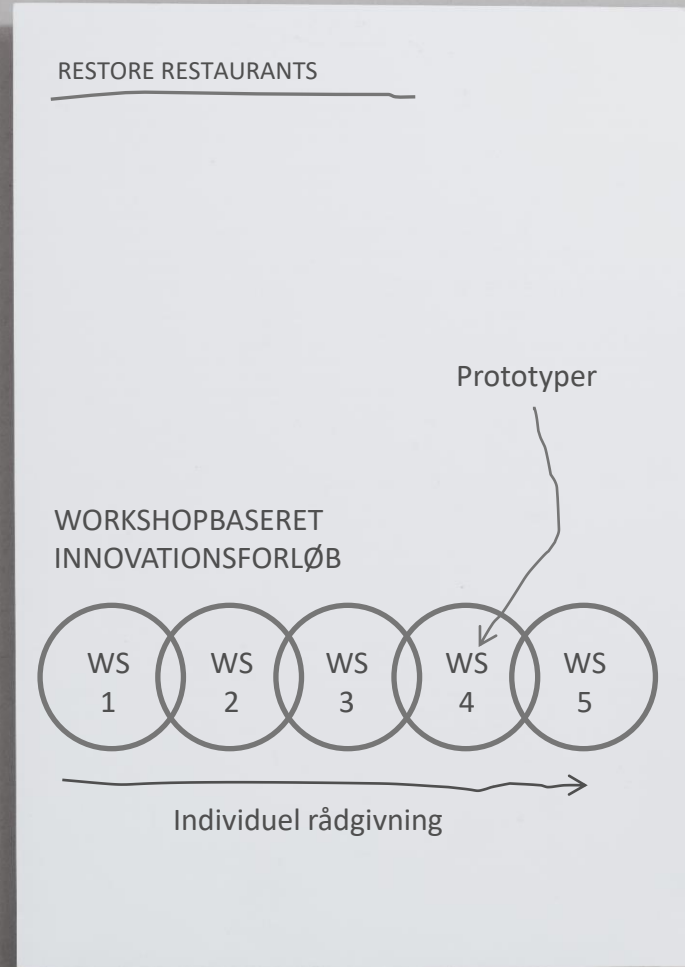 RESTORE RESTAURANTS
Prototyper
WORKSHOPBASERET
INNOVATIONSFORLØB
WS
1
WS
2
WS
3
WS
4
WS
5
Individuel rådgivning